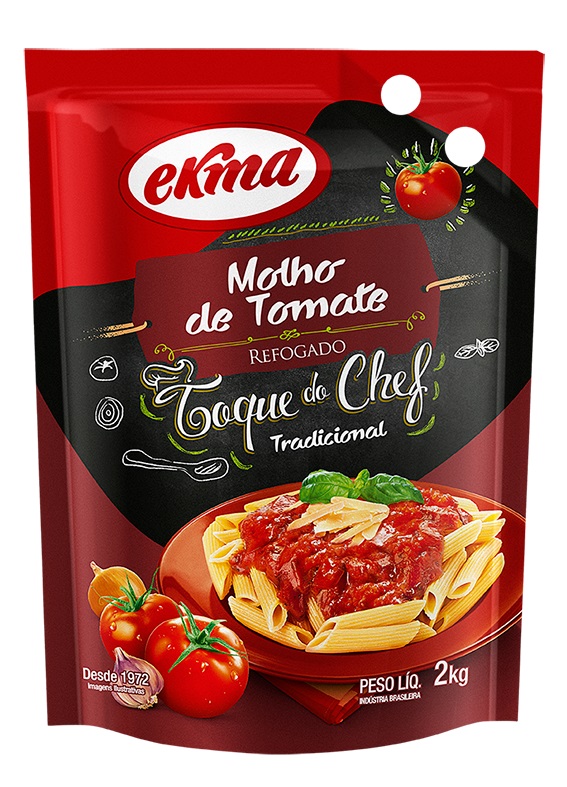 ekma
Molho
de Tomate
REFOGADO
Toque do Chef
Tradicional
Desde 1972
Imagens Ilustrativas
PESO LÍQ. 2kg
INDÚSTRIA BRASILEIRA